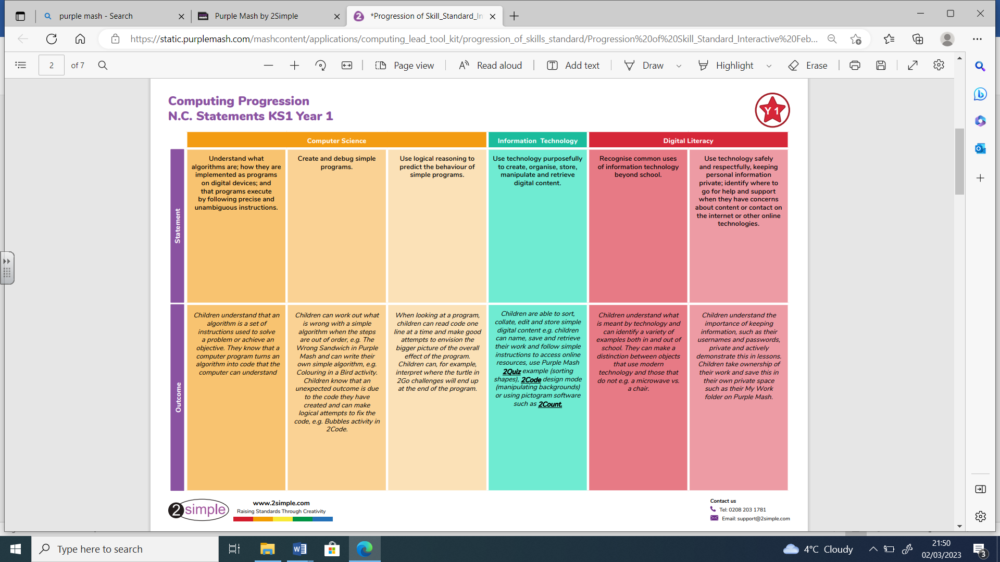 purple mash - Search
Purple Mash by 2Simple
*Progression of Skill_Standard_In
https://static.purplemash.com/mashcontent/applications/computing_lead_tool_kit/progression_of_skills_standard/Progression%20of%20Skill_Standard_Interactive%20Feb...
2
of 7
Page view
Read aloud
Add text
Draw
Highlight
Erase
Computing Progression
N.C. Statements KS1 Year 1
Y 1
Computer Science
Information Technology
Digital Literacy
Statement
Understand what
algorithms are; how they are
implemented as programs
on digital devices; and
that programs execute
by following precise and
unambiguous instructions.
Create and debug simple
programs.
Use logical reasoning to
predict the behaviour of
simple programs.
Use technology purposefully
to create, organise, store,
manipulate and retrieve
digital content.
Recognise common uses
of information technology
beyond school.
Use technology safely
and respectfully, keeping
personal information
private; identify where to
go for help and support
when they have concerns
about content or contact on
the internet or other online
technologies.
Outcome
Children understand that an
algorithm is a set of
instructions used to solve
a problem or achieve an
objective. They know that a
computer program turns an
algorithm into code that the
computer can understand
Children can work out what
is wrong with a simple
algorithm when the steps
are out of order, e.g. The
Wrong Sandwich in Purple
Mash and can write their
own simple algorithm, e.g.
Colouring in a Bird activity.
Children know that an
unexpected outcome is due
to the code they have
created and can make
logical attempts to fix the
code, e.g. Bubbles activity in
2Code.
When looking at a program,
children can read code one
line at a time and make good
attempts to envision the
bigger picture of the overall
effect of the program.
Children can, for example,
interpret where the turtle in
2Go challenges will end up
at the end of the program.
Children are able to sort,
collate, edit and store simple
digital content e.g. children
can name, save and retrieve
their work and follow simple
instructions to access online
resources, use Purple Mash
2Quiz example (sorting
shapes), 2Code design mode
(manipulating backgrounds)
or using pictogram software
such as 2Count.
Children understand what
is meant by technology and
can identify a variety of
examples both in and out of
school. They can make a
distinction between objects
that use modern
technology and those that
do not e.g. a microwave vs.
a chair.
Children understand the
importance of keeping
information, such as their
usernames and passwords,
private and actively
demonstrate this in lessons.
Children take ownership of
their work and save this in
their own private space
such as their My Work
folder on Purple Mash.
2simple
www.2simple.com
Raising Standards Through Creativity
Contact us
Tel: 0208 203 1781
Email: support@2simple.com
Type here to search
4°C Cloudy
21:50
02/03/2023
3